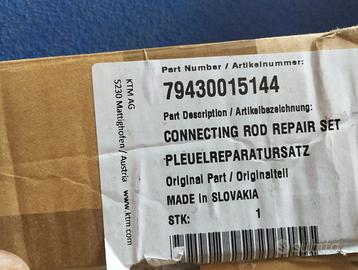 Part Number / Artikelnummer:
79430015144
Part Description / Artikelbezeichnung:
CONNECTING ROD REPAIR SET
PLEUELREPARATURSATZ
Original Part / Originalteil
MADE in SLOVAKIA
STK: 1
KTM AG
5230 Mattighofen / Austria
www.ktm.com
subito